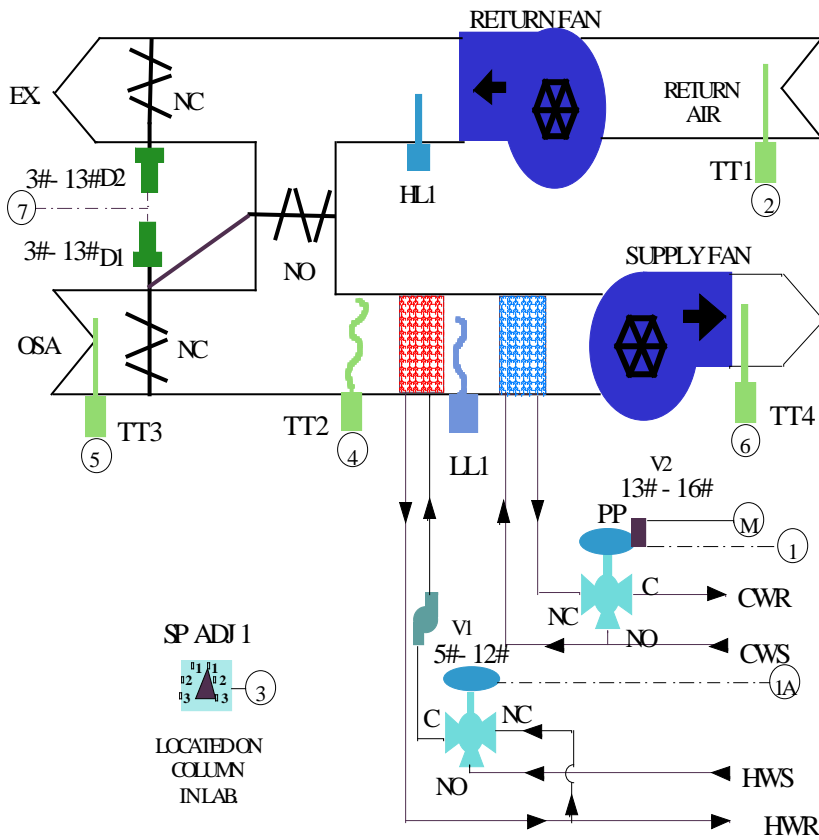 RETURN FAN
EX.
NC
RETURN
AIR
3#- 13#D2
HL1
TT1
7
2
3#- 13#D1
NO
SUPPLY FAN
OSA
NC
TT3
TT2
LL1
TT4
5
4
6
V2
13# - 16#
PP
M
1
C
CWR
NC
NO
CWS
V1
5#- 12#
1A
SP ADJ 1
1 1
2 2
3 3
3
C
NC
LOCATED ON
COLUMN
IN LAB.
NO
HWS
HWR